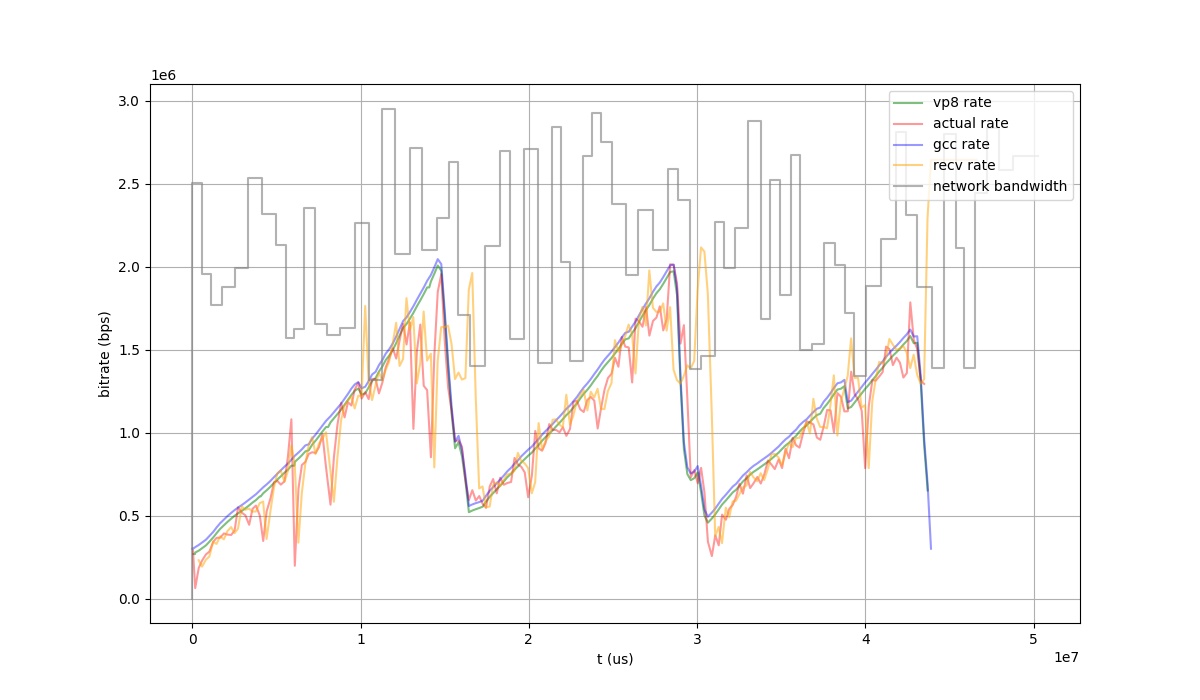 1e6
3.0
2.5
2.0
1.5
1.0
0.5
0.0
bitrate (bps)
vp8 rate
actual rate
gcc rate
recv rate
network bandwidth
0 1 2 3 4 5
t (us)
1e7